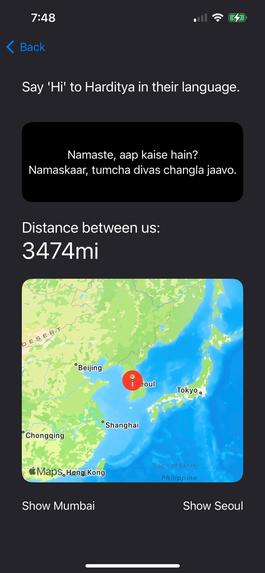 7:48
Back
Say 'Hi' to Harditya in their language.
Namaste, aap kaise hain?
Namaskaar, tumcha divas changla jaavo.
Distance between us:
3474mi
DESERT
Beijing
eoul
Tokyo
Shanghai
Chongqing
Maps
Hong Kong
Philippine
Show Mumbai
Show Seoul